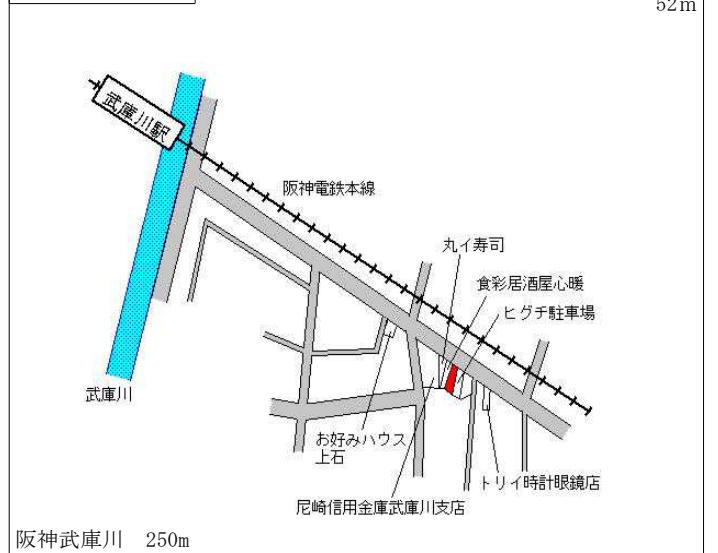 52m
武庫川駅
阪神電鉄本線
丸イ寿司
食彩居酒屋心暖
ヒグチ駐車場
武庫川
お好みハウス
上石
トリイ時計眼鏡店
尼崎信用金庫武庫川支店
阪神武庫川 250m